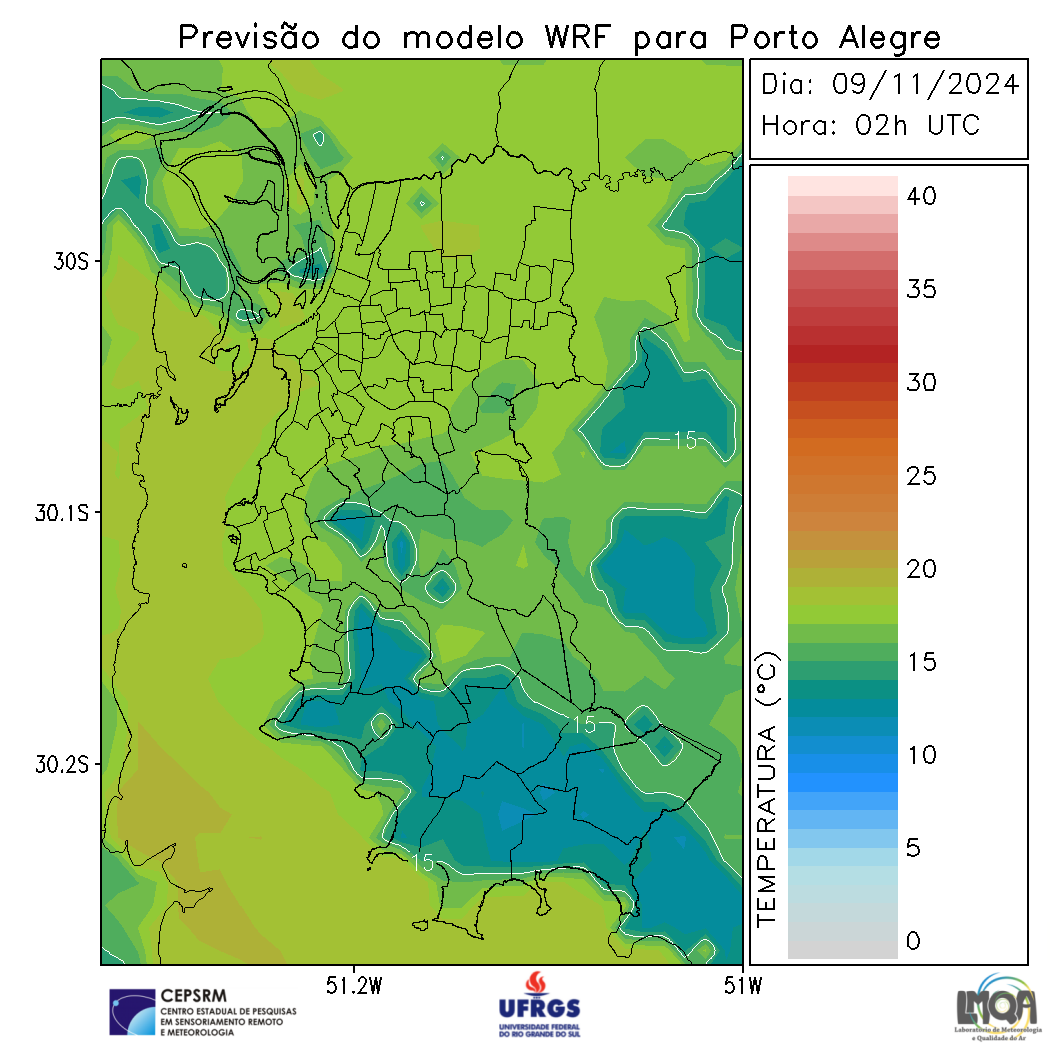 Previsão do modelo WRF para Porto Alegre
Dia: 09/11/2024
Hora: 02h UTC
30S
30.1S
30.2S
51.2W
51W
15
15
15
TEMPERATURA (°C)
40
35
30
25
20
15
10
5
0
CEPSRM
CENTRO ESTADUAL DE PESQUISAS
EM SENSORIAMENTO REMOTO
E METEOROLOGIA
UFRGS
UNIVERSIDADE FEDERAL
DO RIO GRANDE DO SUL
LMQA
Laboratório de Meteorologia
e Qualidade do Ar